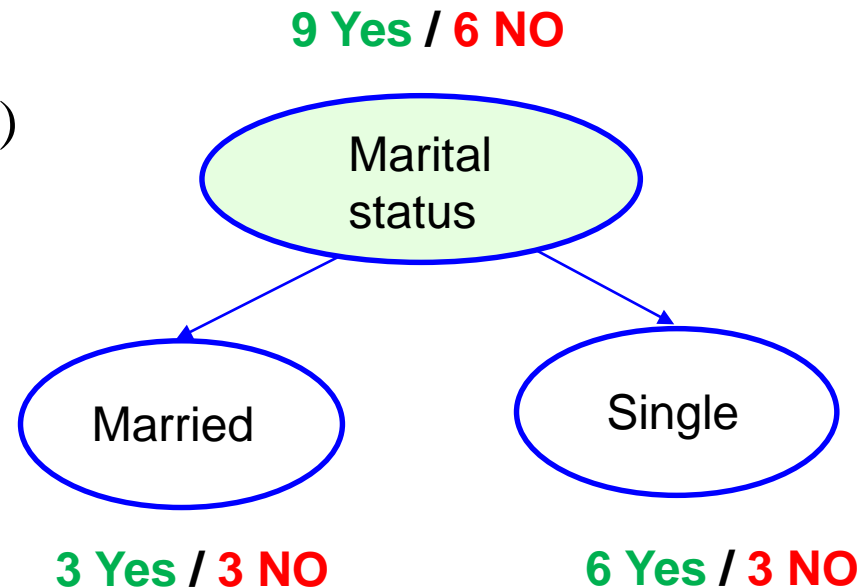 9 Yes / 6 NO
)
Marital
status
Married
Single
3 Yes / 3 NO
6 Yes / 3 NO